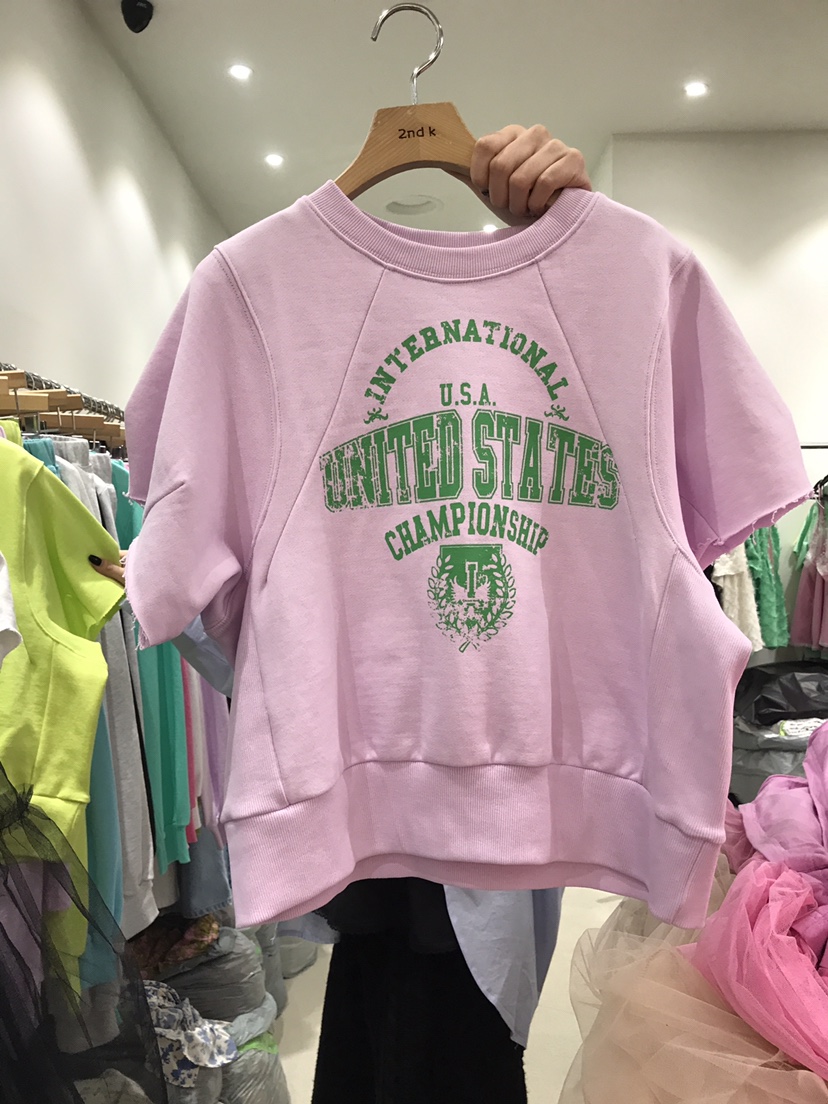 2nd k
INTERNATIONAL
U.S.A.
UNITED STATES
CHAMPIONSHIP
I